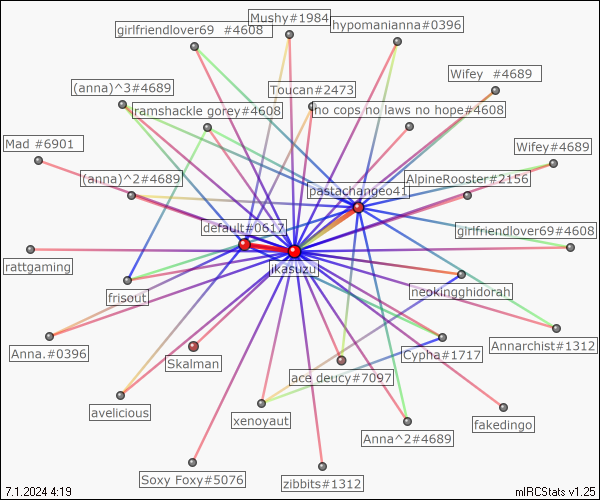 Mushy#1984
girlfriendlover69 #4608
hypomanianna#0396
Wifey #4689
(anna)^3#4689
Toucan#2473
ramshackle gorey#4608
no cops no laws no hope#4608
Mad #6901
Wifey#4689
(anna)^2#4689
AlpineRooster#2156
pastachangeo41
default#0617
girlfriendlover69#4608
rattgaming
ikasuzu
neokingghidorah
frisout
Anna.#0396
Annarchist#1312
Skalman
Cypha#1717
ace deucy#7097
avelicious
xenoyaut
fakedingo
Anna^2#4689
Soxy Foxy#5076
zibbits#1312
7.1.2024 4:19
mIRCStats v1.25